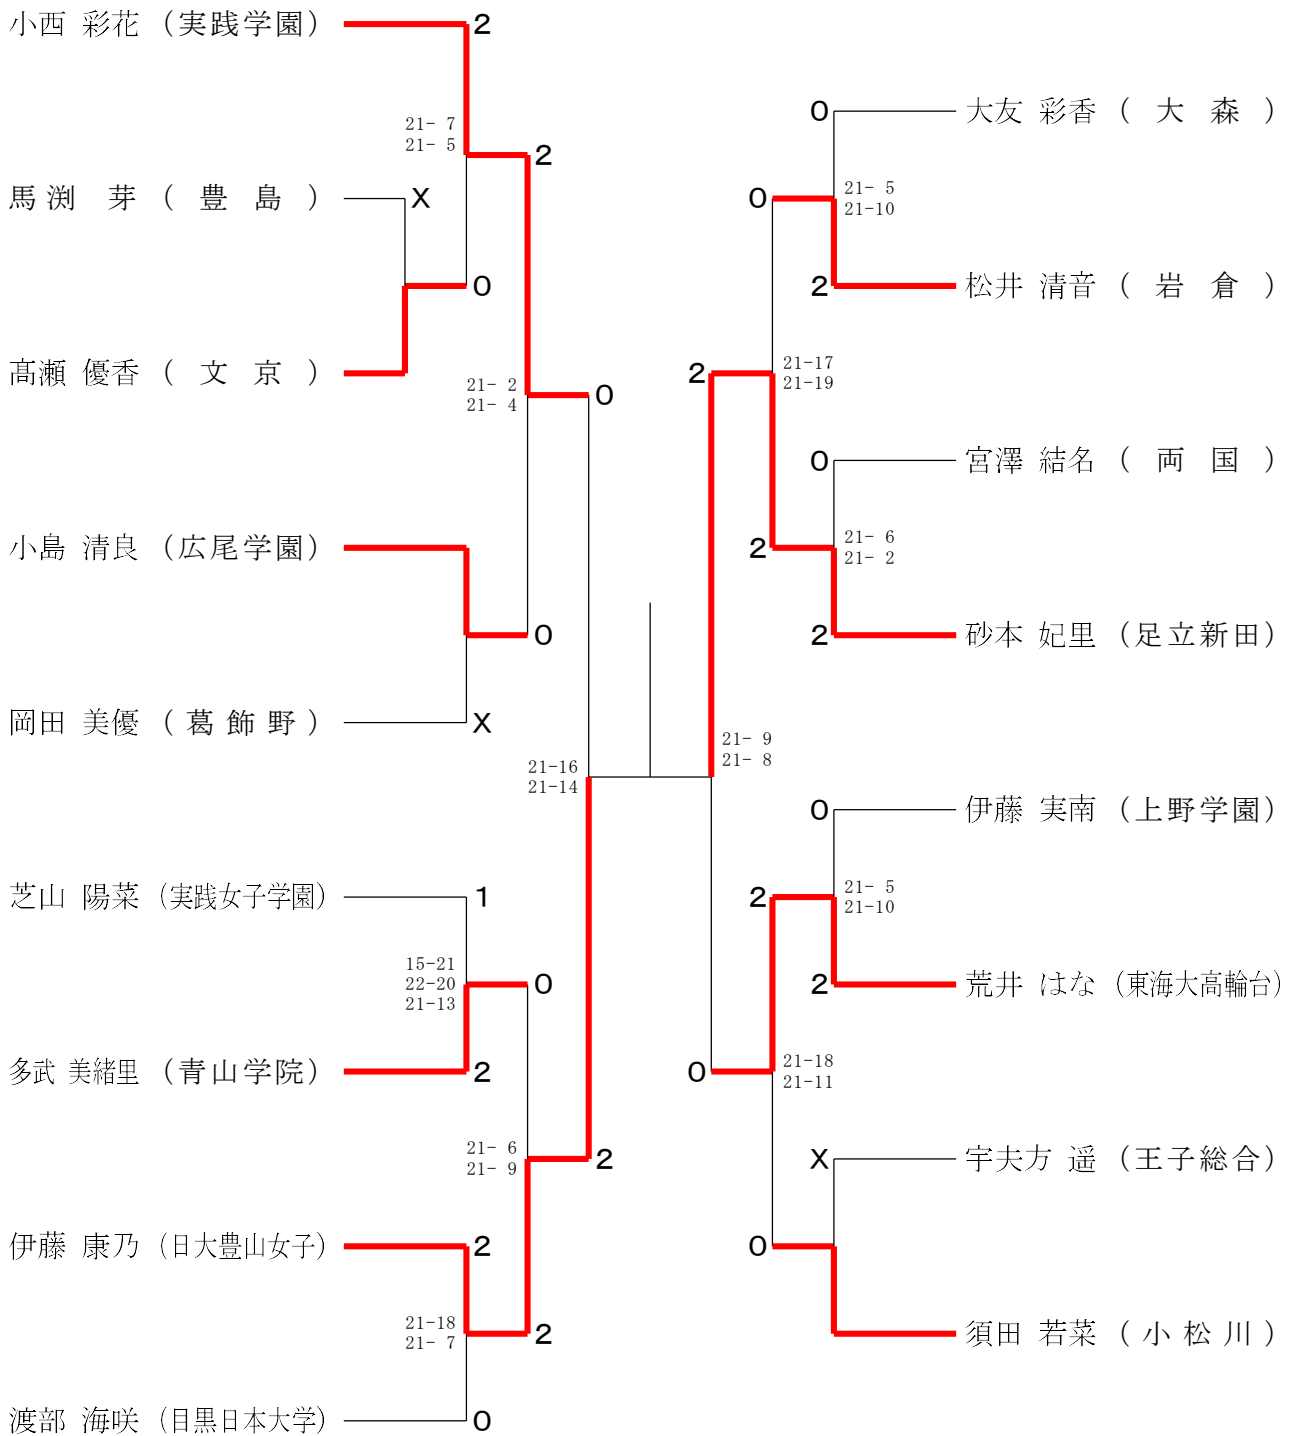 小西 彩花 (実践学園)
2
21- 7
21- 5
2
馬渕 芽 ( 豊 島 )
X
0
髙瀬 優香 ( 文 京 )
21- 2
21- 4
0
小島 清良 (広尾学園)
0
岡田 美優 ( 葛 飾 野 )
X
21-16
21-14
芝山 陽菜 (実践女子学園)
1
15-21
22-20
21-13
0
多武 美緒里 (青山学院)
2
21- 6
21- 9
2
伊藤 康乃 (日大豊山女子)
2
21-18
21- 7
2
渡部 海咲 (目黒日本大学)
0
0
大友 彩香 ( 大 森 )
0
21- 5
21-10
2
松井 清音 ( 岩 倉 )
2
21-17
21-19
0
宮澤 結名 ( 両 国 )
2
21- 6
21- 2
2
砂本 妃里 (足立新田)
21- 9
21- 8
0
伊藤 実南 (上野学園)
2
21- 5
21-10
2
荒井 はな (東海大高輪台)
0
21-18
21-11
X
宇夫方 遥 (王子総合)
0
須田 若菜 ( 小 松 川 )